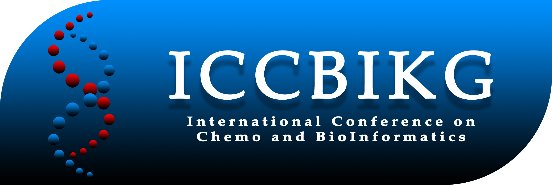 ICCBIKG
International Conference on
Chemo and BioInformatics